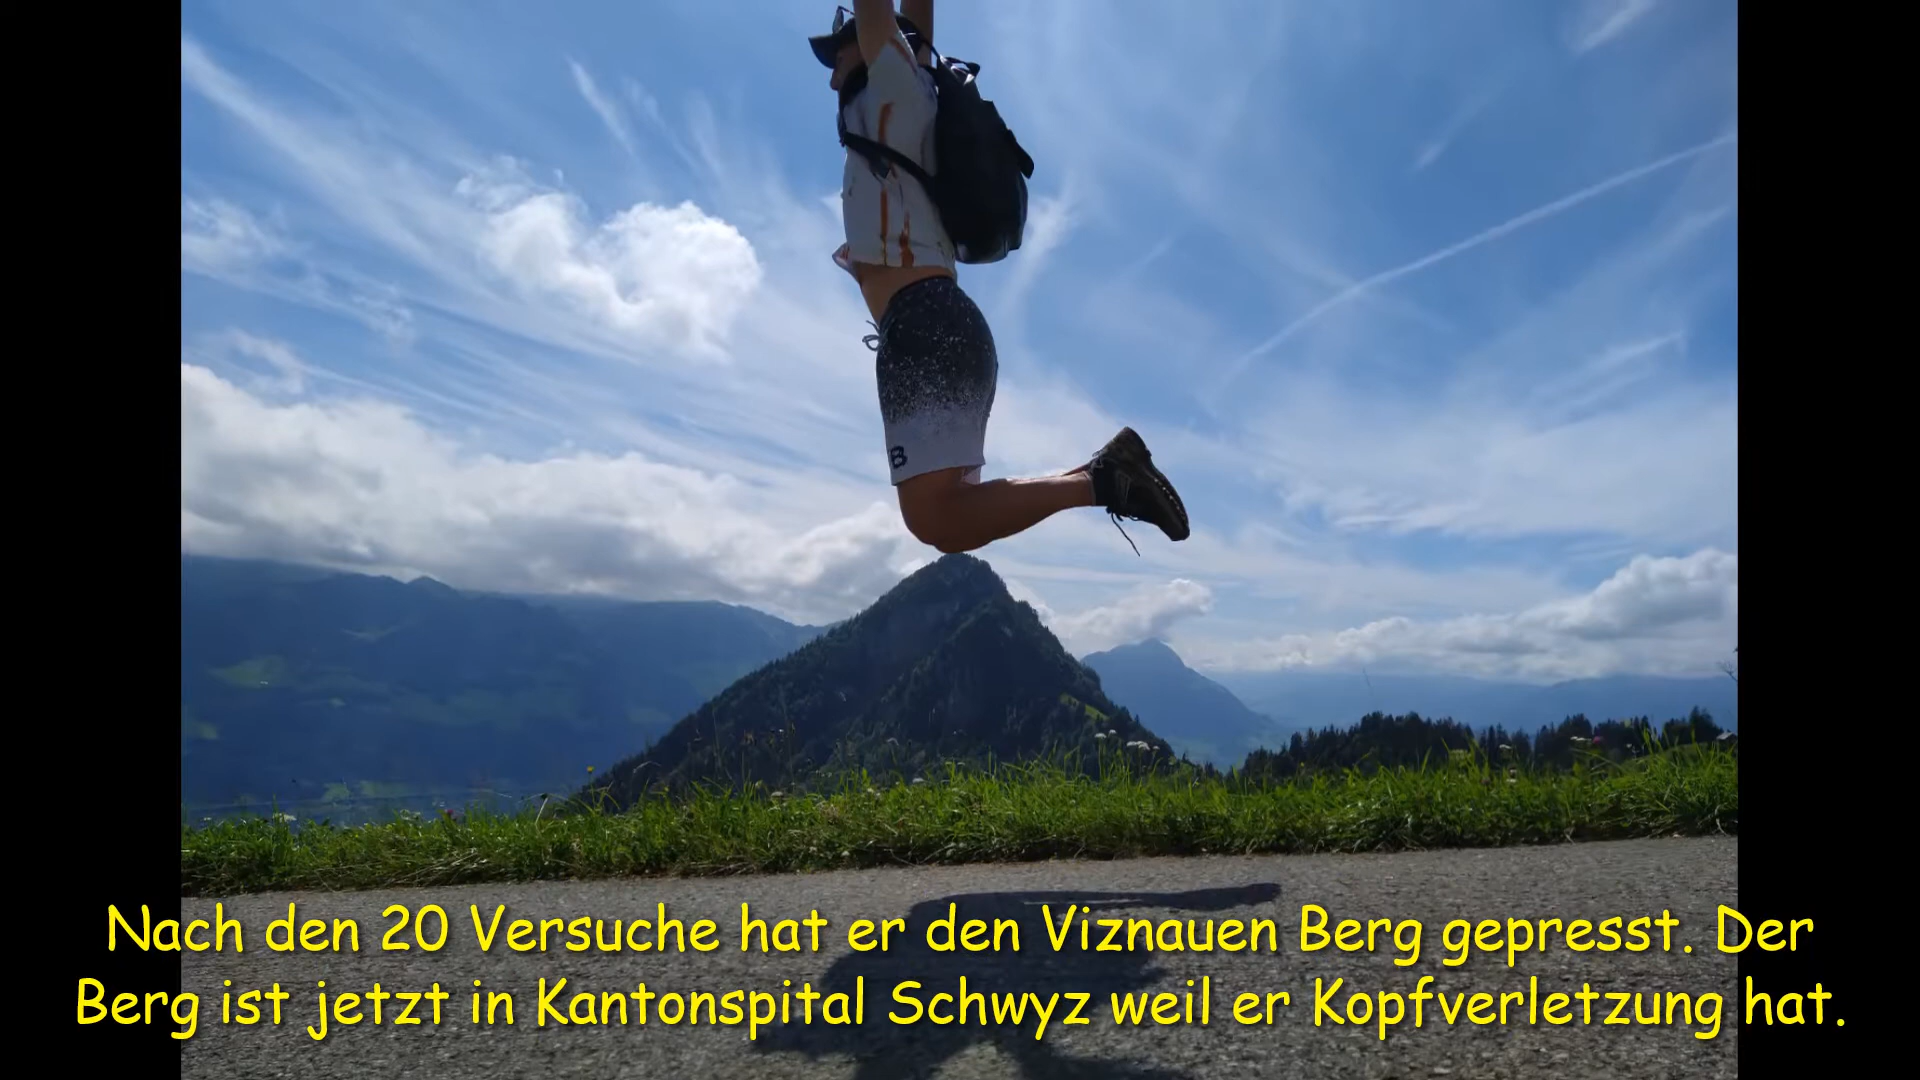 B
Nach den 20 Versuche hat er den Viznauen Berg gepresst. Der
Berg ist jetzt in Kantonspital Schwyz weil er Kopfverletzung hat.